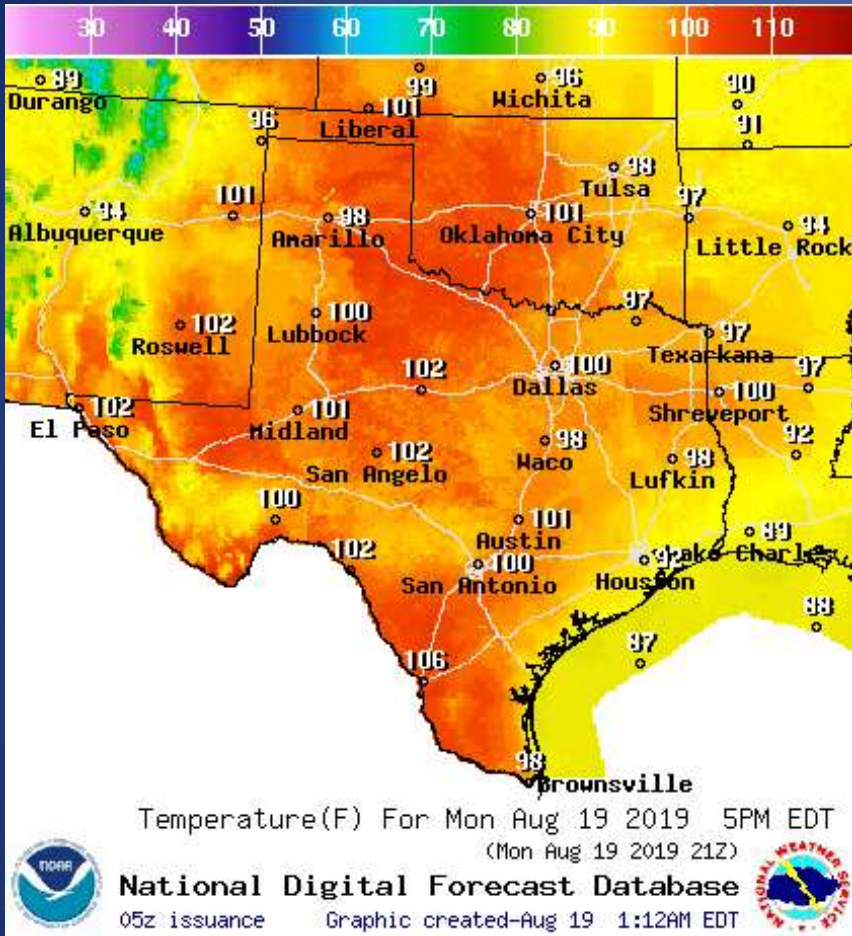 30 40 50 60 70 80 90 100 110
89
Durango
99
96
Wichita
90
101
Liberal
96
91
98
Tulsa
94
Albuquerque
101
98
Amarillo
101
Oklahoma City
97
94
Little Rock
102
Roswell
100
Lubbock
97
97
Texarkana
102
100
Dallas
97
100
Shreveport
102
El Paso
101
Midland
102
San Angelo
98
Waco
98
Lufkin
92
100
101
Austin
89
Lake Charles
102
100
San Antonio
92
Houston
88
87
106
98
Brownsville
Temperature(F) For Mon Aug 19 2019 5PM EDT
(Mon Aug 19 2019 21Z)
National Digital Forecast Database
05z issuance Graphic created-Aug 19 1:12AM EDT
NOAA
NATIONAL WEATHER SERVICE